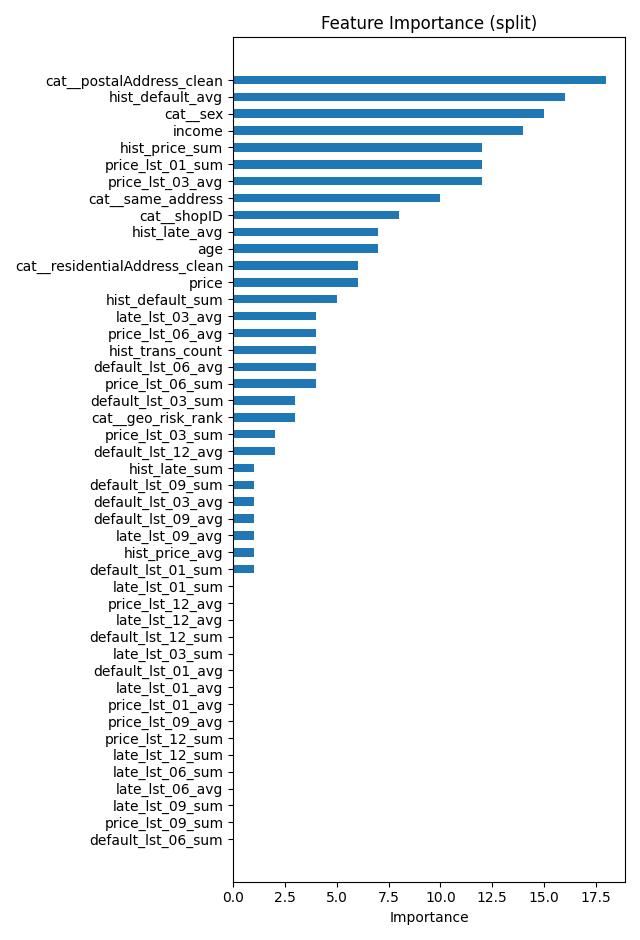 Feature Importance (split)
cat__postalAddress_clean
hist_default_avg
cat__sex
income
hist_price_sum
price_lst_01_sum
price_lst_03_avg
cat__same_address
cat__shopID
hist_late_avg
age
cat__residentialAddress_clean
price
hist_default_sum
late_lst_03_avg
price_lst_06_avg
hist_trans_count
default_lst_06_avg
price_lst_06_sum
default_lst_03_sum
cat__geo_risk_rank
price_lst_03_sum
default_lst_12_avg
hist_late_sum
default_lst_09_sum
default_lst_03_avg
default_lst_09_avg
late_lst_09_avg
hist_price_avg
default_lst_01_sum
late_lst_01_sum
price_lst_12_avg
late_lst_12_avg
default_lst_12_sum
late_lst_03_sum
default_lst_01_avg
late_lst_01_avg
price_lst_01_avg
price_lst_09_avg
price_lst_12_sum
late_lst_12_sum
late_lst_06_sum
late_lst_06_avg
late_lst_09_sum
price_lst_09_sum
default_lst_06_sum
0.0 2.5 5.0 7.5 10.0 12.5 15.0 17.5
Importance